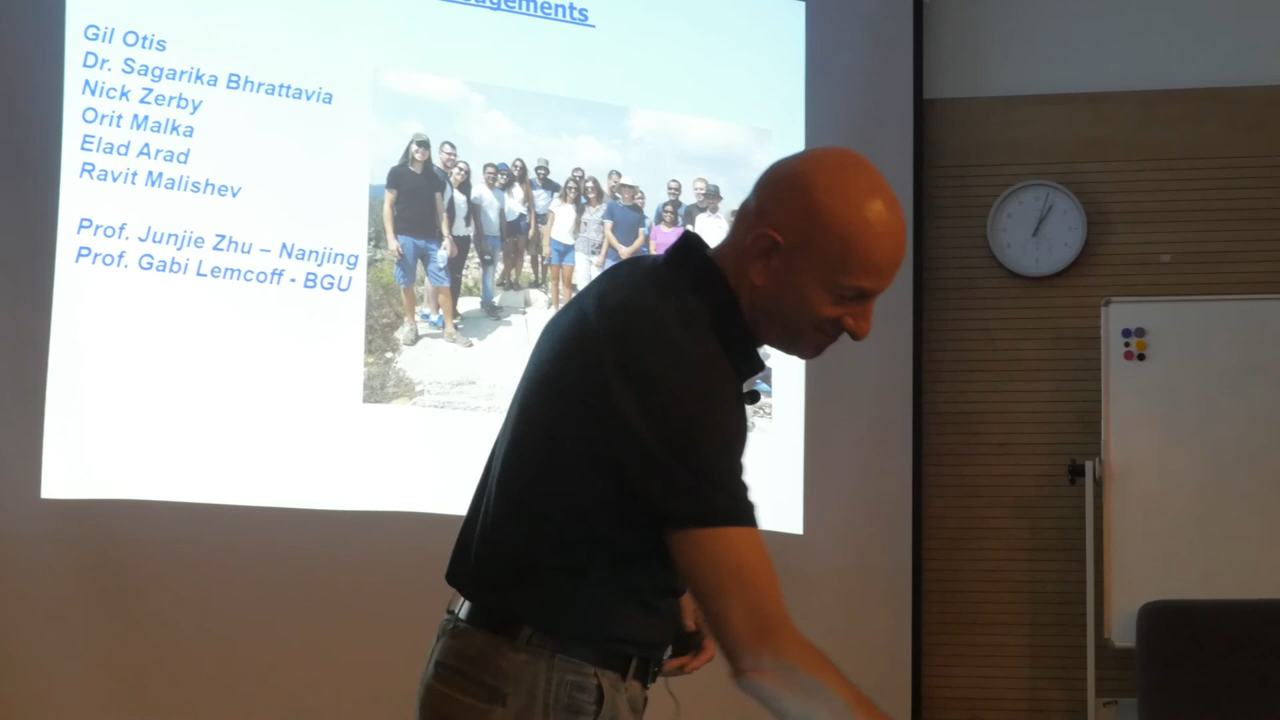 Gil Otis
Dr. Sagarika Bhrattavia
Nick Zerby
Orit Malka
Elad Arad
Ravit Malishev
Prof. Junjie Zhu – Nanjing
Prof. Gabi Lemcoff - BGU